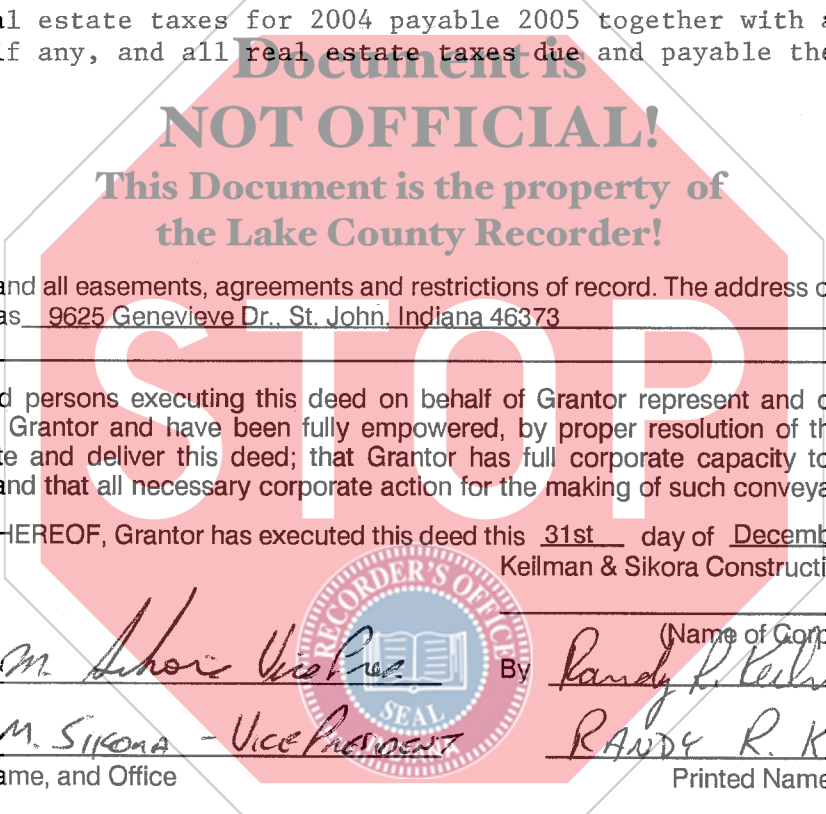 al estate taxes for 2004 payable 2005 together with a
if any, and all real estate taxes due and payable the
Document is
NOT OFFICIAL!
This Document is the property of
the Lake County Recorder!
and all easements, agreements and restrictions of record. The address o
as 9625 Genevieve Dr., St. John, Indiana 46373
STOP
d persons executing this deed on behalf of Grantor represent and c
Grantor and have been fully empowered, by proper resolution of th
te and deliver this deed; that Grantor has full corporate capacity to
and that all necessary corporate action for the making of such conveya
HEREOF, Grantor has executed this deed this 31st day of Decemb
Keilman & Sikora Constructi
RECORDER'S OFFICE
SEAL
(Name of Corp
M. Sikora Vice Pres.
By Randy R. Keilm
M. SIKORA - VICE PRESIDENT
RANDY R. K
ame, and Office
Printed Name